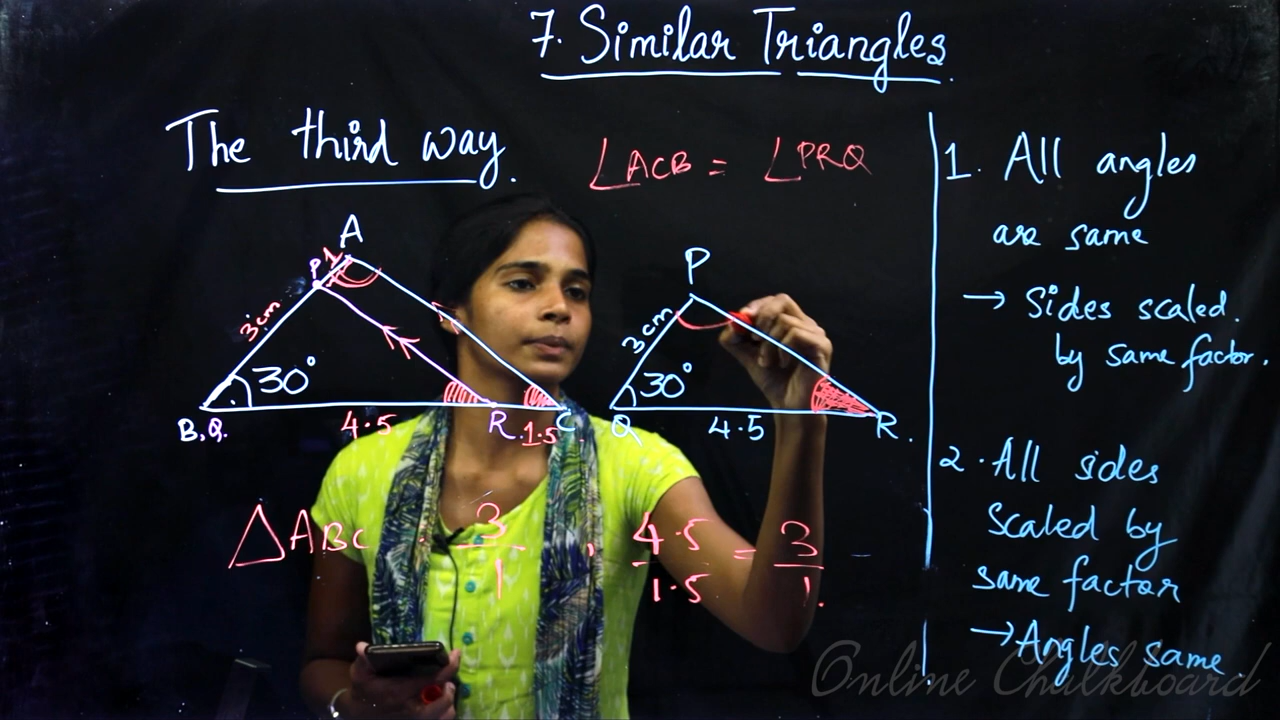 7. Similar Triangles
The third way.
∠ACB = ∠PRQ
A
P 1
3cm
30°
B,Q.
4.5
R.
1.5
C
P
3cm
30°
Q
4.5
R.
△ABC : 3/1 , 4.5/1.5 = 3/1.
1. All angles
are same
→ Sides scaled.
by same factor.
2. All sides
Scaled by
same factor
→ Angles same
Online Chalkboard